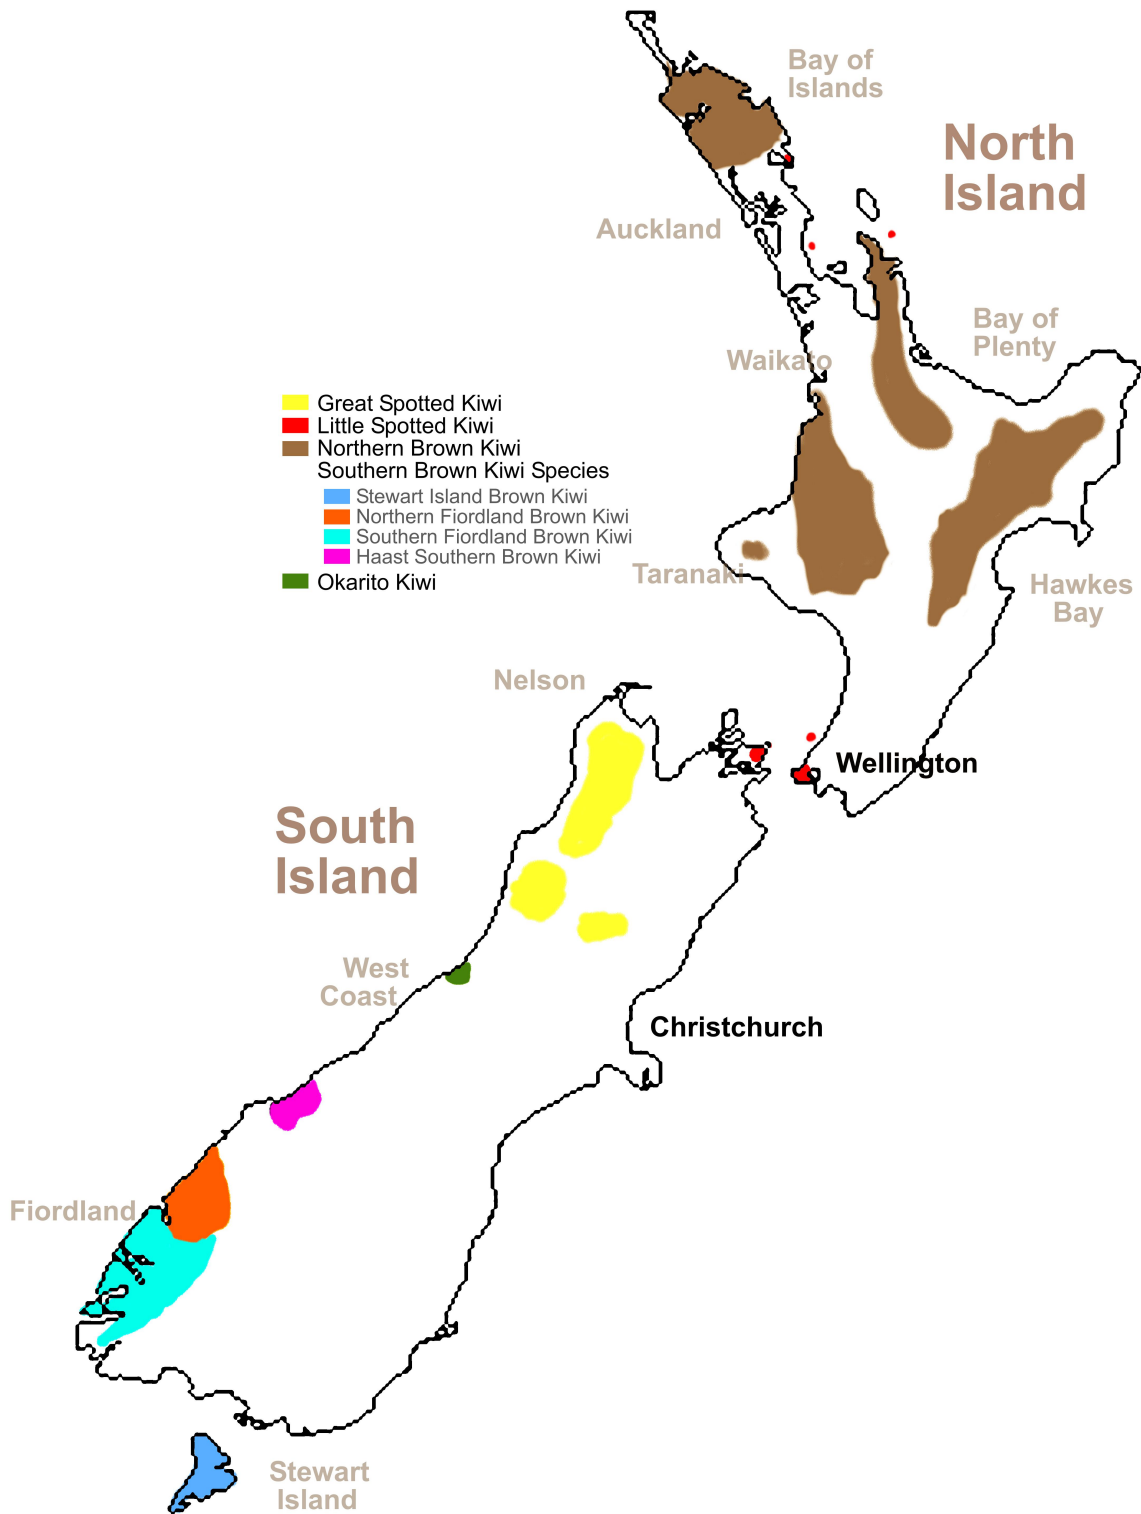 Bay of
Islands
North
Island
Auckland
Bay of
Plenty
Waikato
Great Spotted Kiwi
Little Spotted Kiwi
Northern Brown Kiwi
Southern Brown Kiwi Species
Stewart Island Brown Kiwi
Northern Fiordland Brown Kiwi
Southern Fiordland Brown Kiwi
Haast Southern Brown Kiwi
Okarito Kiwi
Taranaki
Hawkes
Bay
Nelson
Wellington
South
Island
West
Coast
Christchurch
Fiordland
Stewart
Island